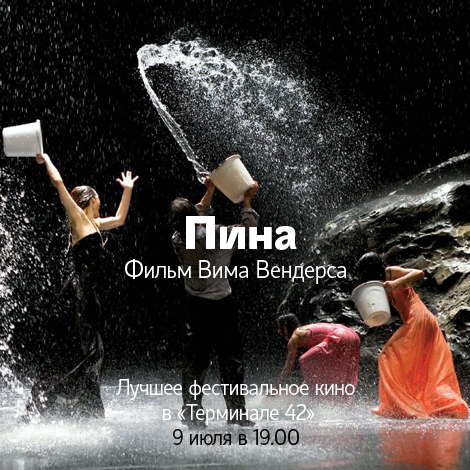 Пина
Фильм Вима Вендерса
Лучшее фестивальное кино
в «Терминале 42»
9 июля в 19.00